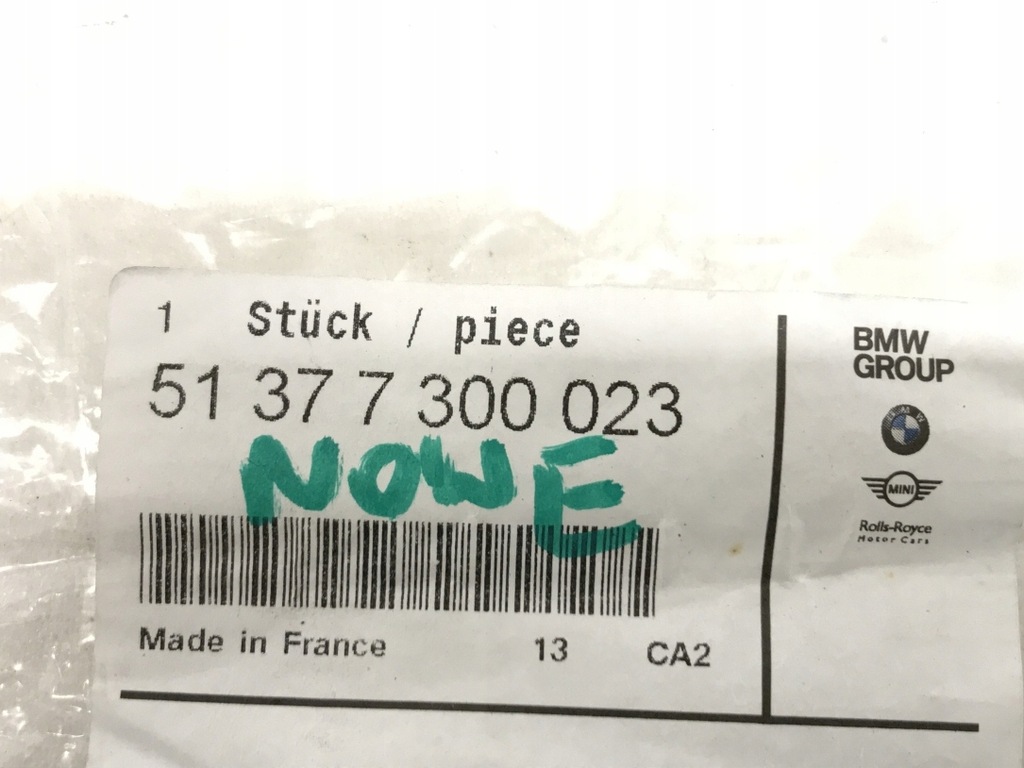 1 Stück / piece
51 37 7 300 023
NOWE
Made in France 13 CA2
BMW
GROUP
BMW
MINI
Rolls-Royce
Motor Cars